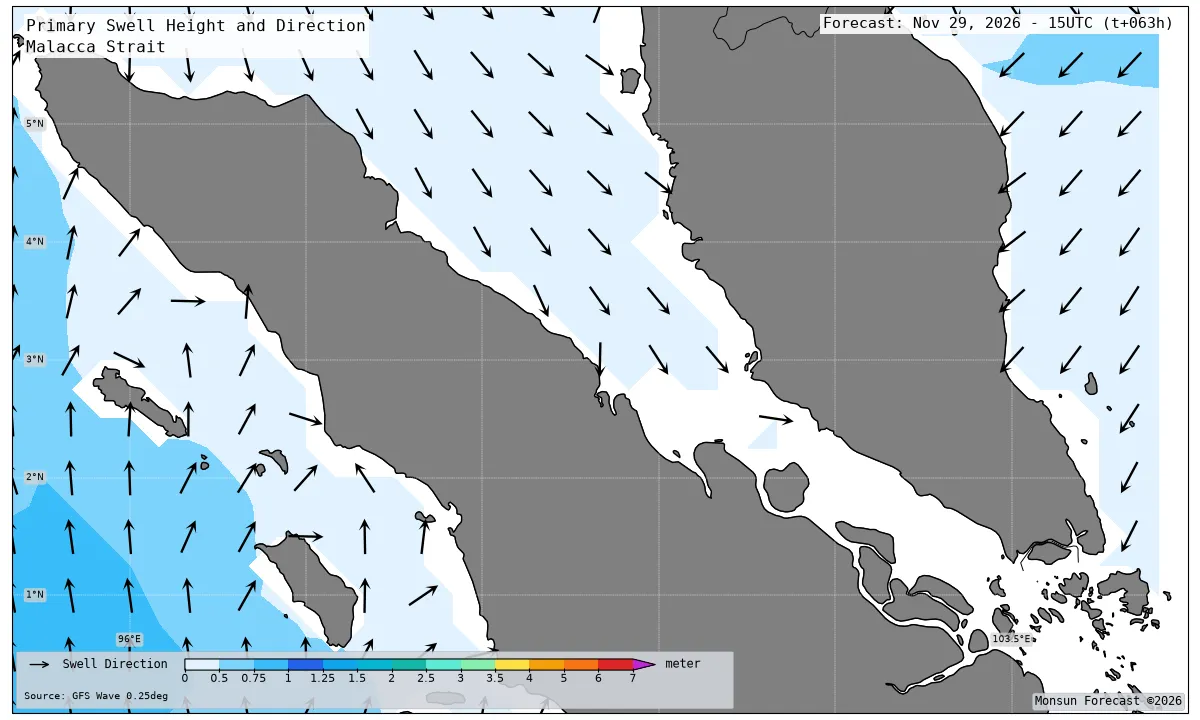 Primary Swell Height and Direction
Malacca Strait
Forecast: Nov 29, 2026 - 15UTC (t+063h)
5°N
4°N
3°N
2°N
1°N
96°E
103.5°E
Swell Direction
0 0.5 0.75 1 1.25 1.5 2 2.5 3 3.5 4 5 6 7
meter
Source: GFS Wave 0.25deg
Monsun Forecast ©2026